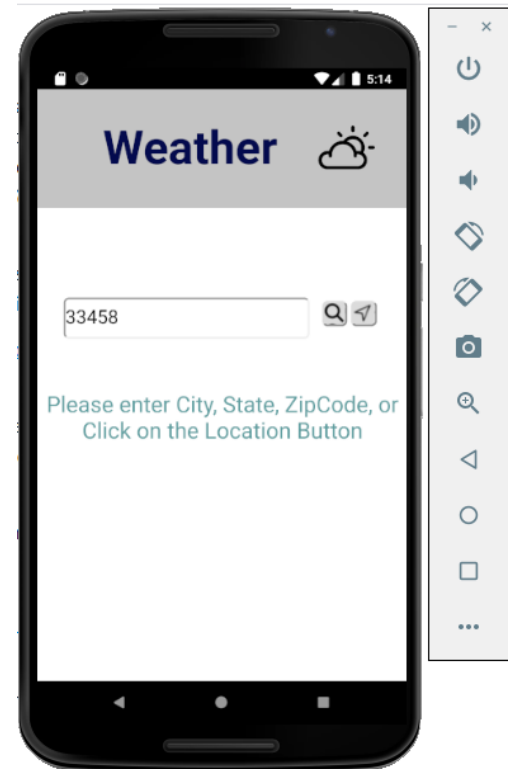 5:14
Weather
33458
Please enter City, State, ZipCode, or
Click on the Location Button